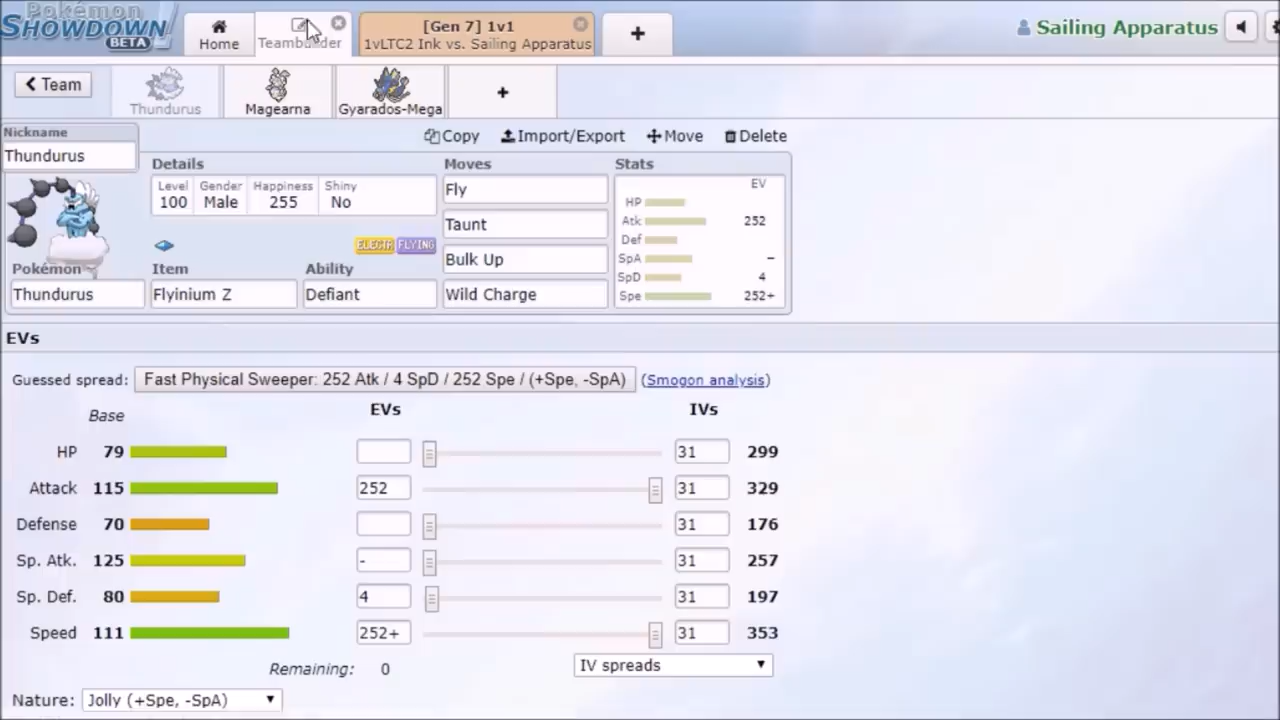 Pokémon
SHOWDOWN!
BETA
Home
Teambuilder
[Gen 7] 1v1
1vLTC2 Ink vs. Sailing Apparatus
+
Sailing Apparatus
Team
Thundurus
Magearna
Gyarados-Mega
+
Nickname
Thundurus
Copy Import/Export Move Delete
Details
Level Gender Happiness Shiny
100 Male 255 No
ELECTR FLYING
Pokémon Item Ability
Thundurus Flyinium Z Defiant
Moves
Fly
Taunt
Bulk Up
Wild Charge
Stats
EV
HP
Atk 252
Def
SpA –
SpD 4
Spe 252+
EVs
Guessed spread: Fast Physical Sweeper: 252 Atk / 4 SpD / 252 Spe / (+Spe, -SpA) (Smogon analysis)
Base EVs IVs
HP 79 31 299
Attack 115 252 31 329
Defense 70 31 176
Sp. Atk. 125 - 31 257
Sp. Def. 80 4 31 197
Speed 111 252+ 31 353
Remaining: 0 IV spreads
Nature: Jolly (+Spe, -SpA)